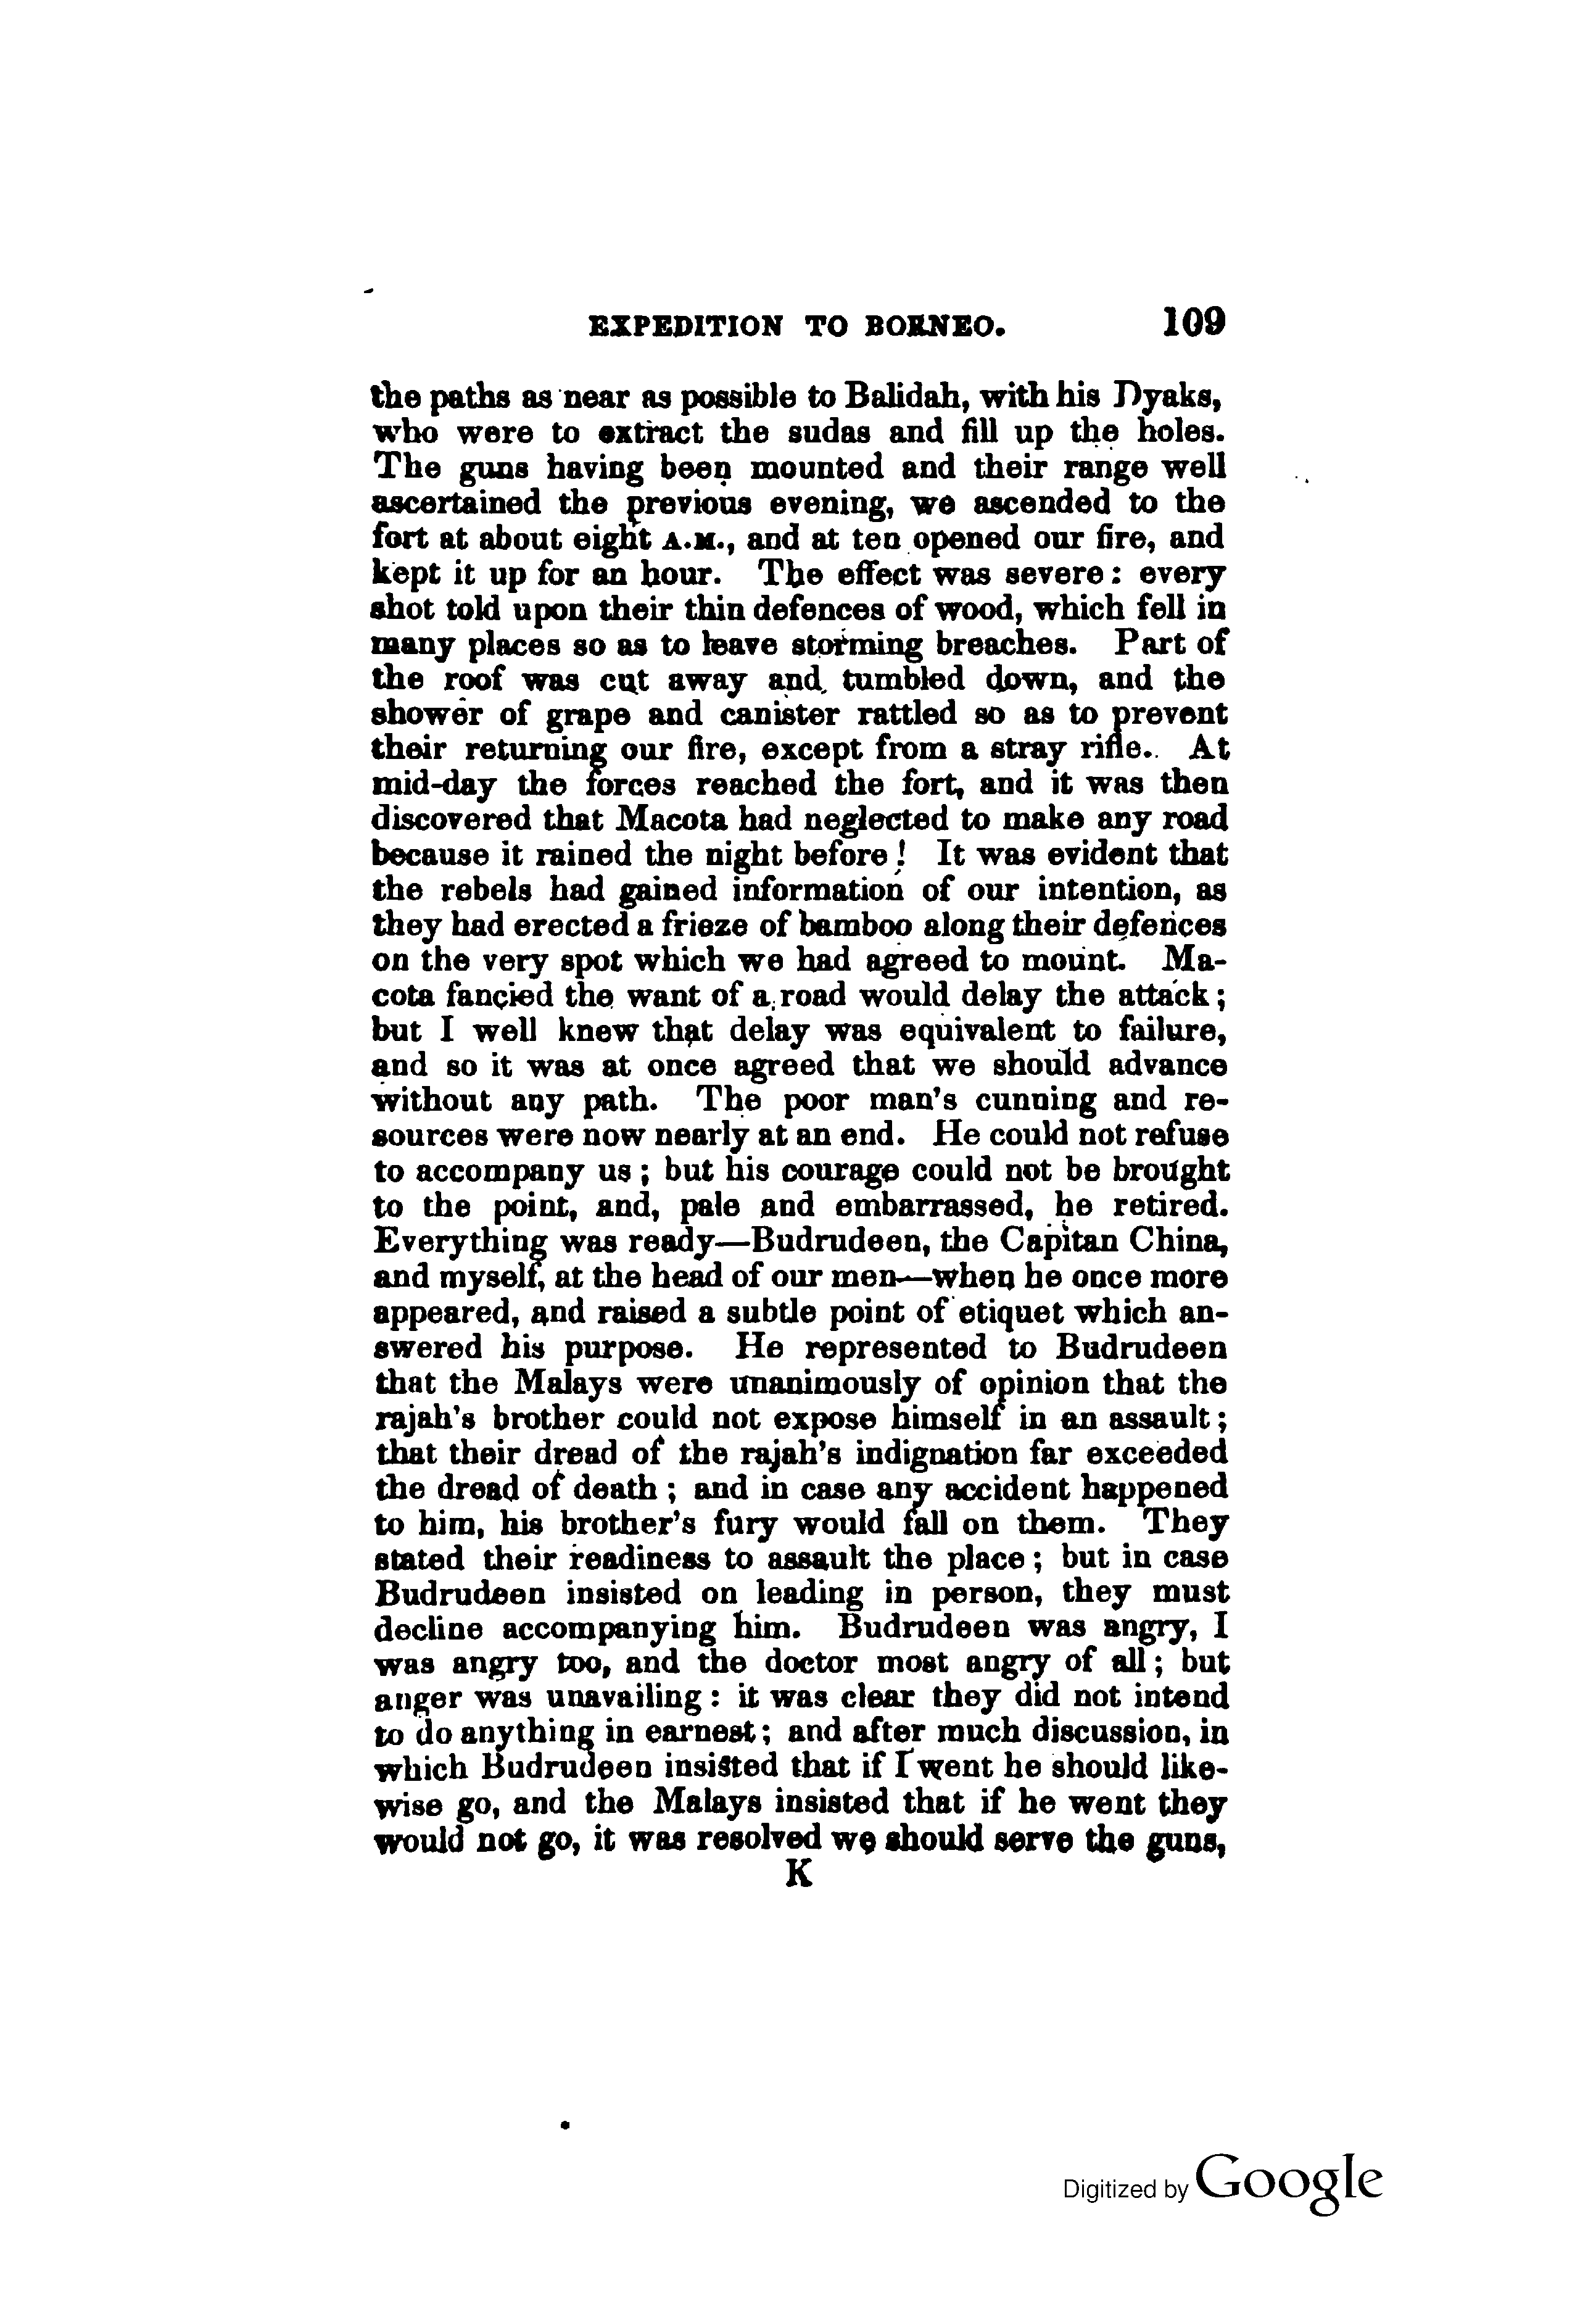 EXPEDITION TO BORNEO. 109
the paths as near as possible to Balidah, with his Dyaks,
who were to extract the sudas and fill up the holes.
The guns having been mounted and their range well
ascertained the previous evening, we ascended to the
fort at about eight A.M., and at ten opened our fire, and
kept it up for an hour. The effect was severe: every
shot told upon their thin defences of wood, which fell in
many places so as to leave storming breaches. Part of
the roof was cut away and tumbled down, and the
shower of grape and canister rattled so as to prevent
their returning our fire, except from a stray rifle. At
mid-day the forces reached the fort, and it was then
discovered that Macota had neglected to make any road
because it rained the night before! It was evident that
the rebels had gained information of our intention, as
they had erected a frieze of bamboo along their defences
on the very spot which we had agreed to mount. Ma-
cota fancied the want of a road would delay the attack;
but I well knew that delay was equivalent to failure,
and so it was at once agreed that we should advance
without any path. The poor man's cunning and re-
sources were now nearly at an end. He could not refuse
to accompany us; but his courage could not be brought
to the point, and, pale and embarrassed, he retired.
Everything was ready—Budrudeen, the Capitan China,
and myself, at the head of our men—when he once more
appeared, and raised a subtle point of etiquet which an-
swered his purpose. He represented to Budrudeen
that the Malays were unanimously of opinion that the
rajah's brother could not expose himself in an assault;
that their dread of the rajah's indignation far exceeded
the dread of death; and in case any accident happened
to him, his brother's fury would fall on them. They
stated their readiness to assault the place; but in case
Budrudeen insisted on leading in person, they must
decline accompanying him. Budrudeen was angry, I
was angry too, and the doctor most angry of all; but
anger was unavailing: it was clear they did not intend
to do anything in earnest; and after much discussion, in
which Budrudeen insisted that if I went he should like-
wise go, and the Malays insisted that if he went they
would not go, it was resolved we should serve the guns,
K
Digitized by Google